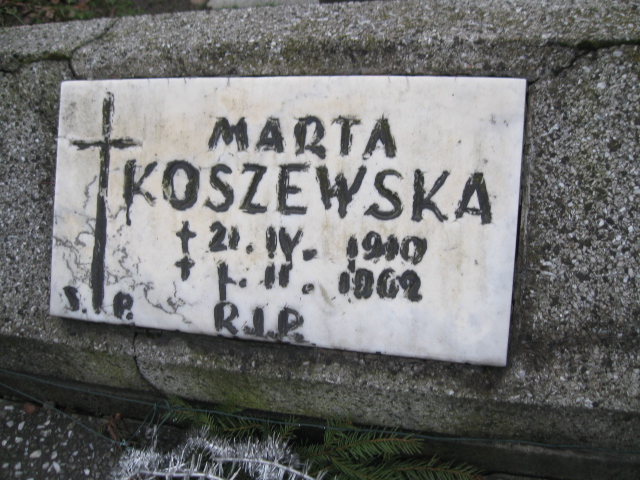 MARTA
KOSZEWSKA
† 21. IV. 1910
† 1. II. 1962
Ś. P.
R.I.P.